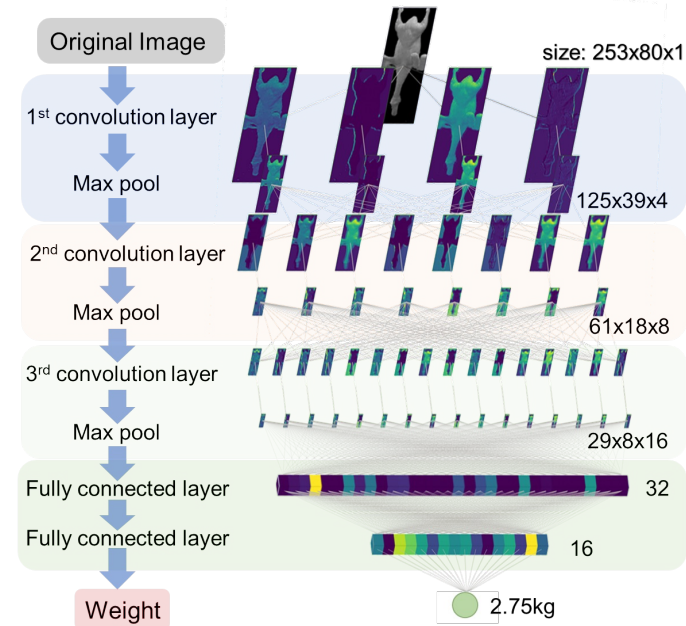 Original Image
size: 253x80x1
1st convolution layer
Max pool
125x39x4
2nd convolution layer
Max pool
61x18x8
3rd convolution layer
Max pool
29x8x16
Fully connected layer
32
Fully connected layer
16
Weight
2.75kg